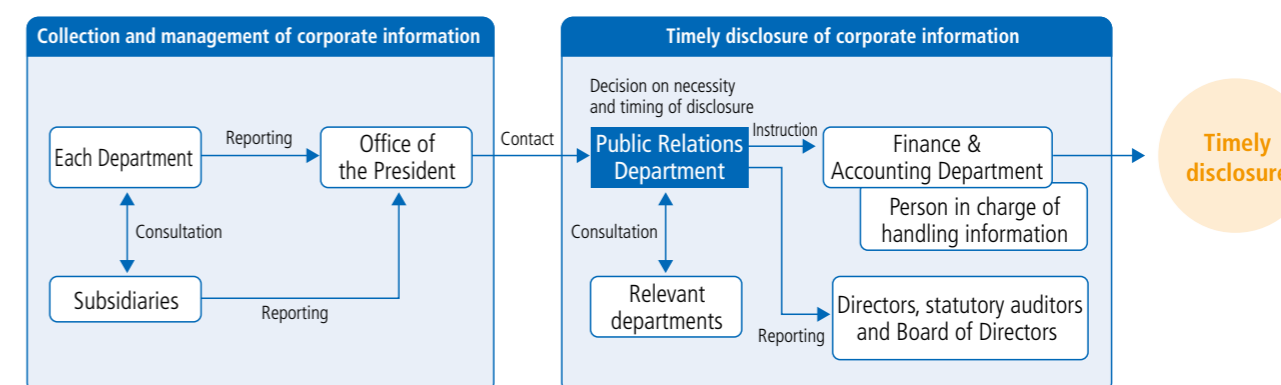 Collection and management of corporate information
Each Department
Reporting
Office of
the President
Consultation
Subsidiaries
Reporting
Contact
Timely disclosure of corporate information
Decision on necessity
and timing of disclosure
Public Relations
Department
Instruction
Finance &
Accounting Department
Person in charge of
handling information
Consultation
Relevant
departments
Reporting
Directors, statutory auditors
and Board of Directors
Timely
disclosure